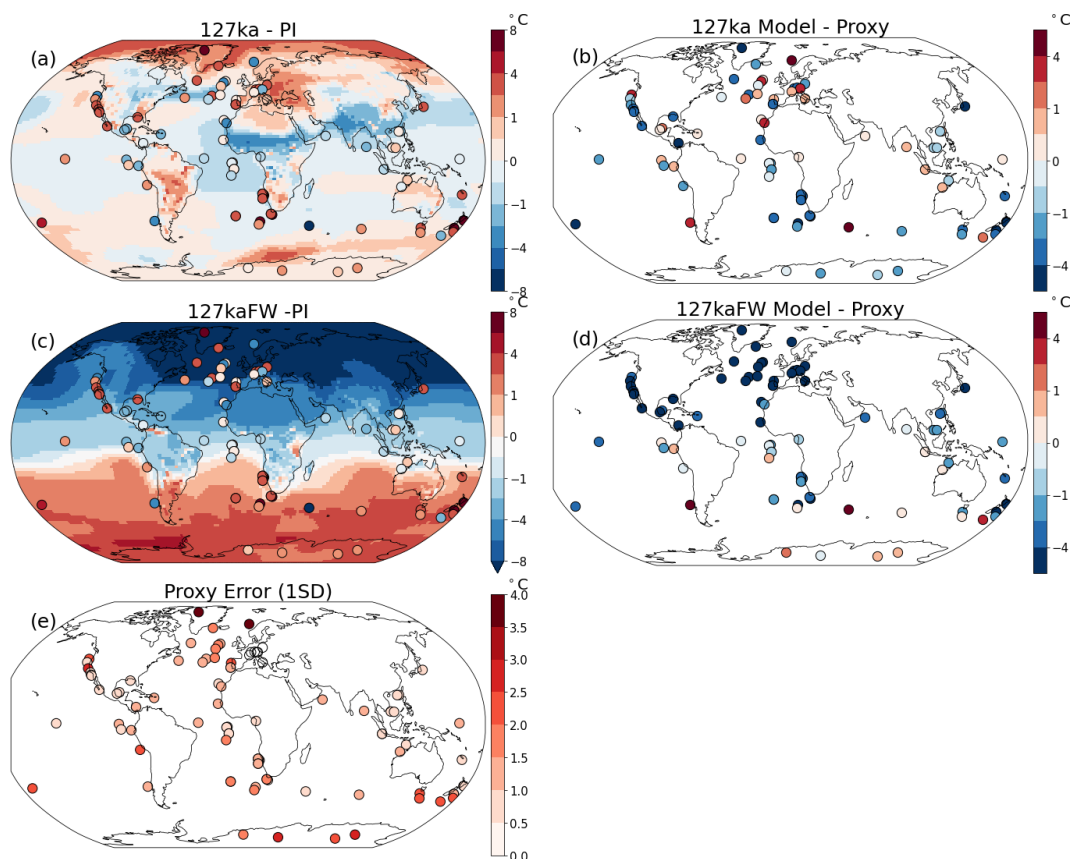 127ka - PI
°C
(a)
8
4
1
0
−1
−4
−8
127ka Model - Proxy
°C
(b)
4
1
0
−1
−4
127kaFW -PI
°C
(c)
8
4
1
0
−1
−4
−8
127kaFW Model - Proxy
°C
(d)
4
1
0
−1
−4
Proxy Error (1SD)
°C
(e)
4.0
3.5
3.0
2.5
2.0
1.5
1.0
0.5
0.0